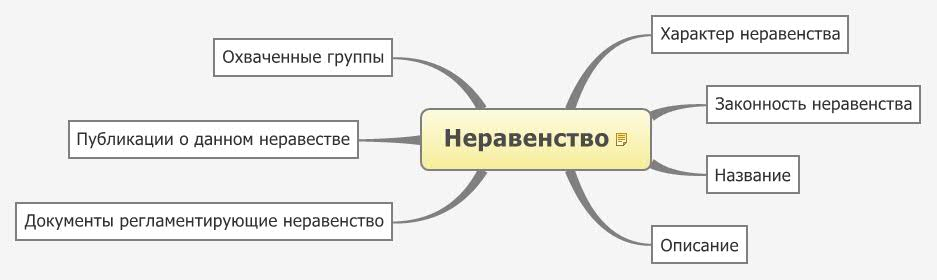 Характер неравенства
Охваченные группы
Законность неравенства
Неравенство
Публикации о данном неравестве
Название
Документы регламентирующие неравенство
Описание